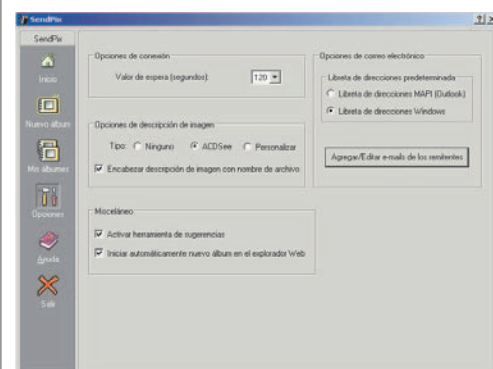 SendPix
SendPix
Inicio
Nuevo álbum
Mis álbumes
Opciones
Ayuda
Salir
Opciones de conexión
Valor de espera (segundos):
120
Opciones de descripción de imagen
Tipo: Ninguno ACDSee Personalizar
Encabezar descripción de imagen con nombre de archivo
Misceláneo
Activar herramienta de sugerencias
Iniciar automáticamente nuevo álbum en el explorador Web
Opciones de correo electrónico
Libreta de direcciones predeterminada
Libreta de direcciones MAPI (Outlook)
Libreta de direcciones Windows
Agregar/Editar e-mails de los remitentes